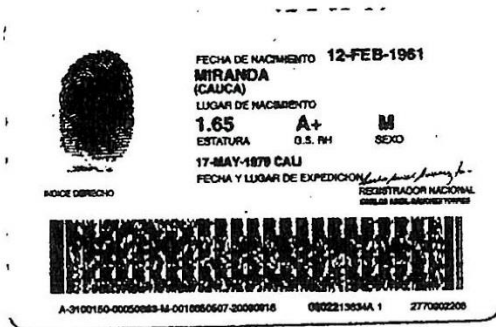 FECHA DE NACIMIENTO 12-FEB-1961
MIRANDA
(CAUCA)
LUGAR DE NACIMIENTO
1.65 A+ M
ESTATURA G.S. RH SEXO
17-MAY-1979 CALI
FECHA Y LUGAR DE EXPEDICION
INDICE DERECHO
REGISTRADOR NACIONAL